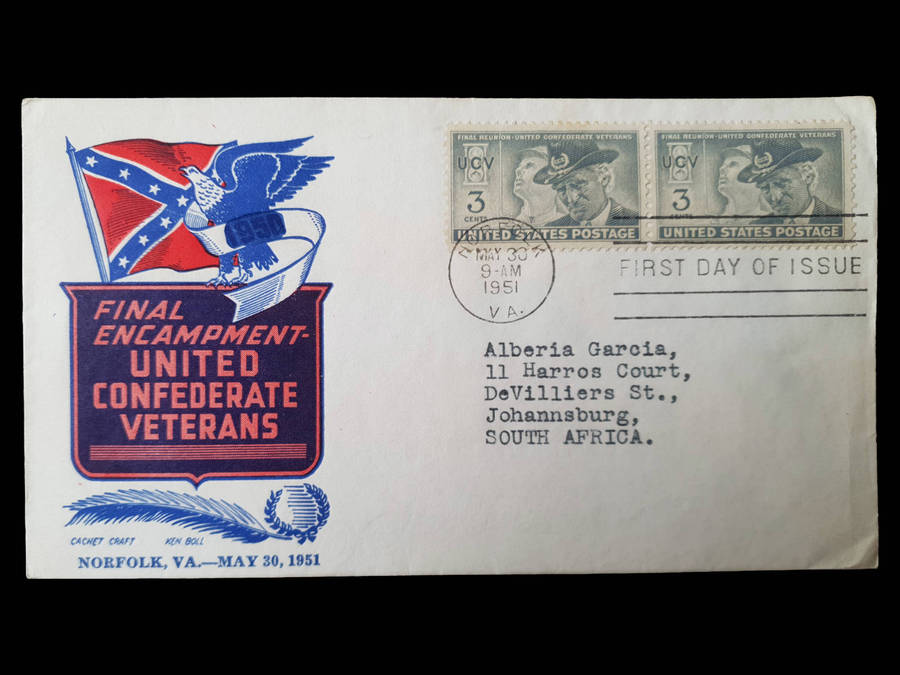 1950
FINAL
ENCAMPMENT-
UNITED
CONFEDERATE
VETERANS
CACHET CRAFT KEN BOLL
NORFOLK, VA.—MAY 30, 1951
FINAL REUNION·UNITED CONFEDERATE VETERANS
UCV
3
CENTS
UNITED STATES POSTAGE
FINAL REUNION·UNITED CONFEDERATE VETERANS
UCV
3
CENTS
UNITED STATES POSTAGE
NORFOLK
MAY 30
9-AM
1951
VA.
FIRST DAY OF ISSUE
Alberia Garcia,
11 Harros Court,
DeVilliers St.,
Johannsburg,
SOUTH AFRICA.